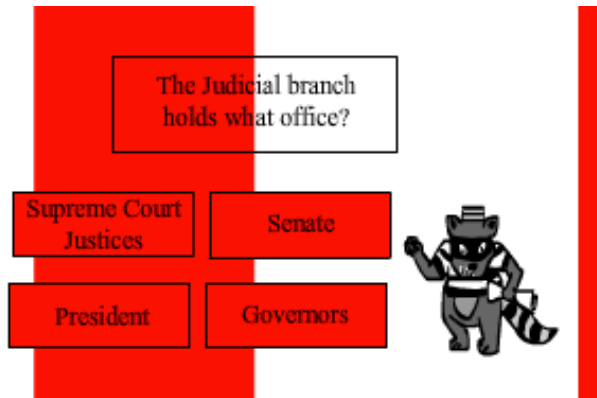 The Judicial branch
holds what office?
Supreme Court
Justices
Senate
President
Governors